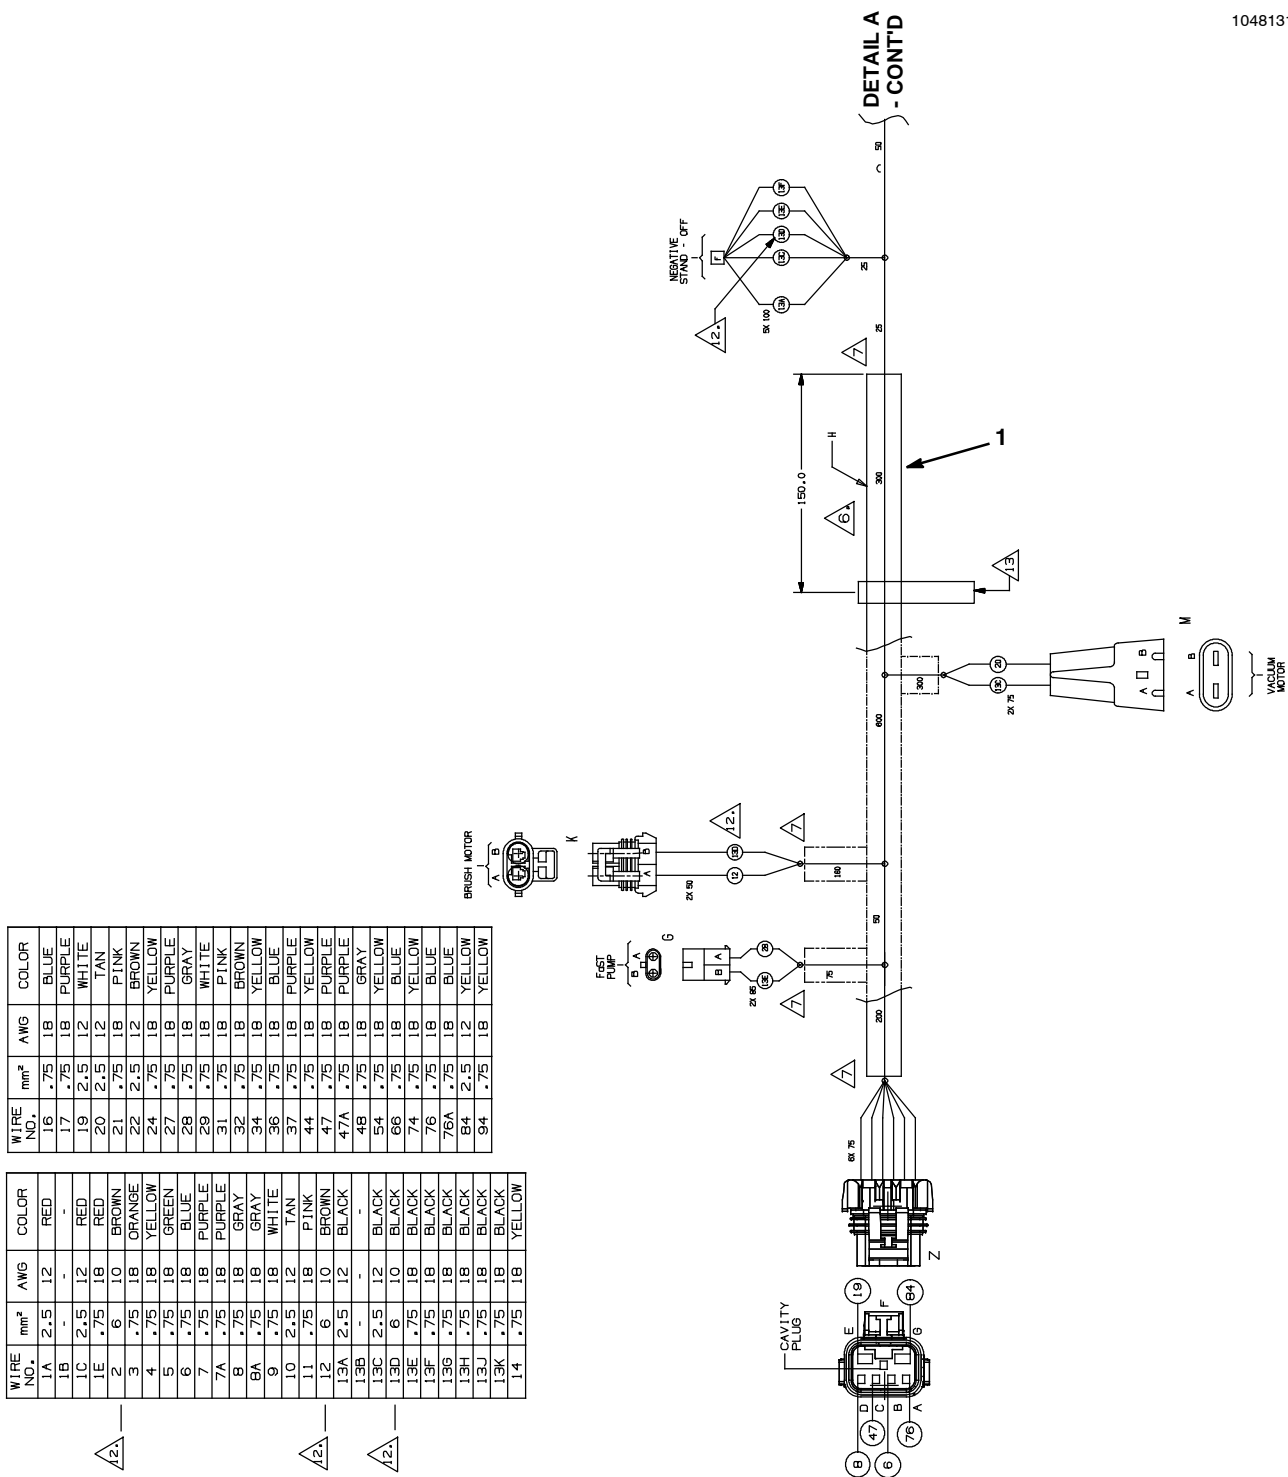 1048131
DETAIL A
- CONT'D
50
C
NEGATIVE
STAND - OFF
F
13F
13E
13D
13C
13A
5X 100
25
25
12.
7
150.0
H
1
300
6.
13
600
300
20
13C
2X 75
A B
M
A B
VACUUM
MOTOR
BRUSH MOTOR
A B
K
A B
12.
13D
12
2X 50
7
160
50
FaST
PUMP
B A
G
B A
28
13E
2X 85
7
75
200
7
6X 75
Z
CAVITY
PLUG
19
84
E
F
G
D
C
B
A
8
47
6
76
WIRE NO. mm² AWG COLOR
16 .75 18 BLUE
17 .75 18 PURPLE
19 2.5 12 WHITE
20 2.5 12 TAN
21 .75 18 PINK
22 2.5 12 BROWN
24 .75 18 YELLOW
27 .75 18 PURPLE
28 .75 18 GRAY
29 .75 18 WHITE
31 .75 18 PINK
32 .75 18 BROWN
34 .75 18 YELLOW
36 .75 18 BLUE
37 .75 18 PURPLE
44 .75 18 YELLOW
47 .75 18 PURPLE
47A .75 18 PURPLE
48 .75 18 GRAY
54 .75 18 YELLOW
66 .75 18 BLUE
74 .75 18 YELLOW
76 .75 18 BLUE
76A .75 18 BLUE
84 2.5 12 YELLOW
94 .75 18 YELLOW
WIRE NO. mm² AWG COLOR
1A 2.5 12 RED
1B - - -
1C 2.5 12 RED
1E .75 18 RED
2 6 10 BROWN
3 .75 18 ORANGE
4 .75 18 YELLOW
5 .75 18 GREEN
6 .75 18 BLUE
7 .75 18 PURPLE
7A .75 18 PURPLE
8 .75 18 GRAY
8A .75 18 GRAY
9 .75 18 WHITE
10 2.5 12 TAN
11 .75 18 PINK
12 6 10 BROWN
13A 2.5 12 BLACK
13B - - -
13C 2.5 12 BLACK
13D 6 10 BLACK
13E .75 18 BLACK
13F .75 18 BLACK
13G .75 18 BLACK
13H .75 18 BLACK
13J .75 18 BLACK
13K .75 18 BLACK
14 .75 18 YELLOW
12.
12.
12.